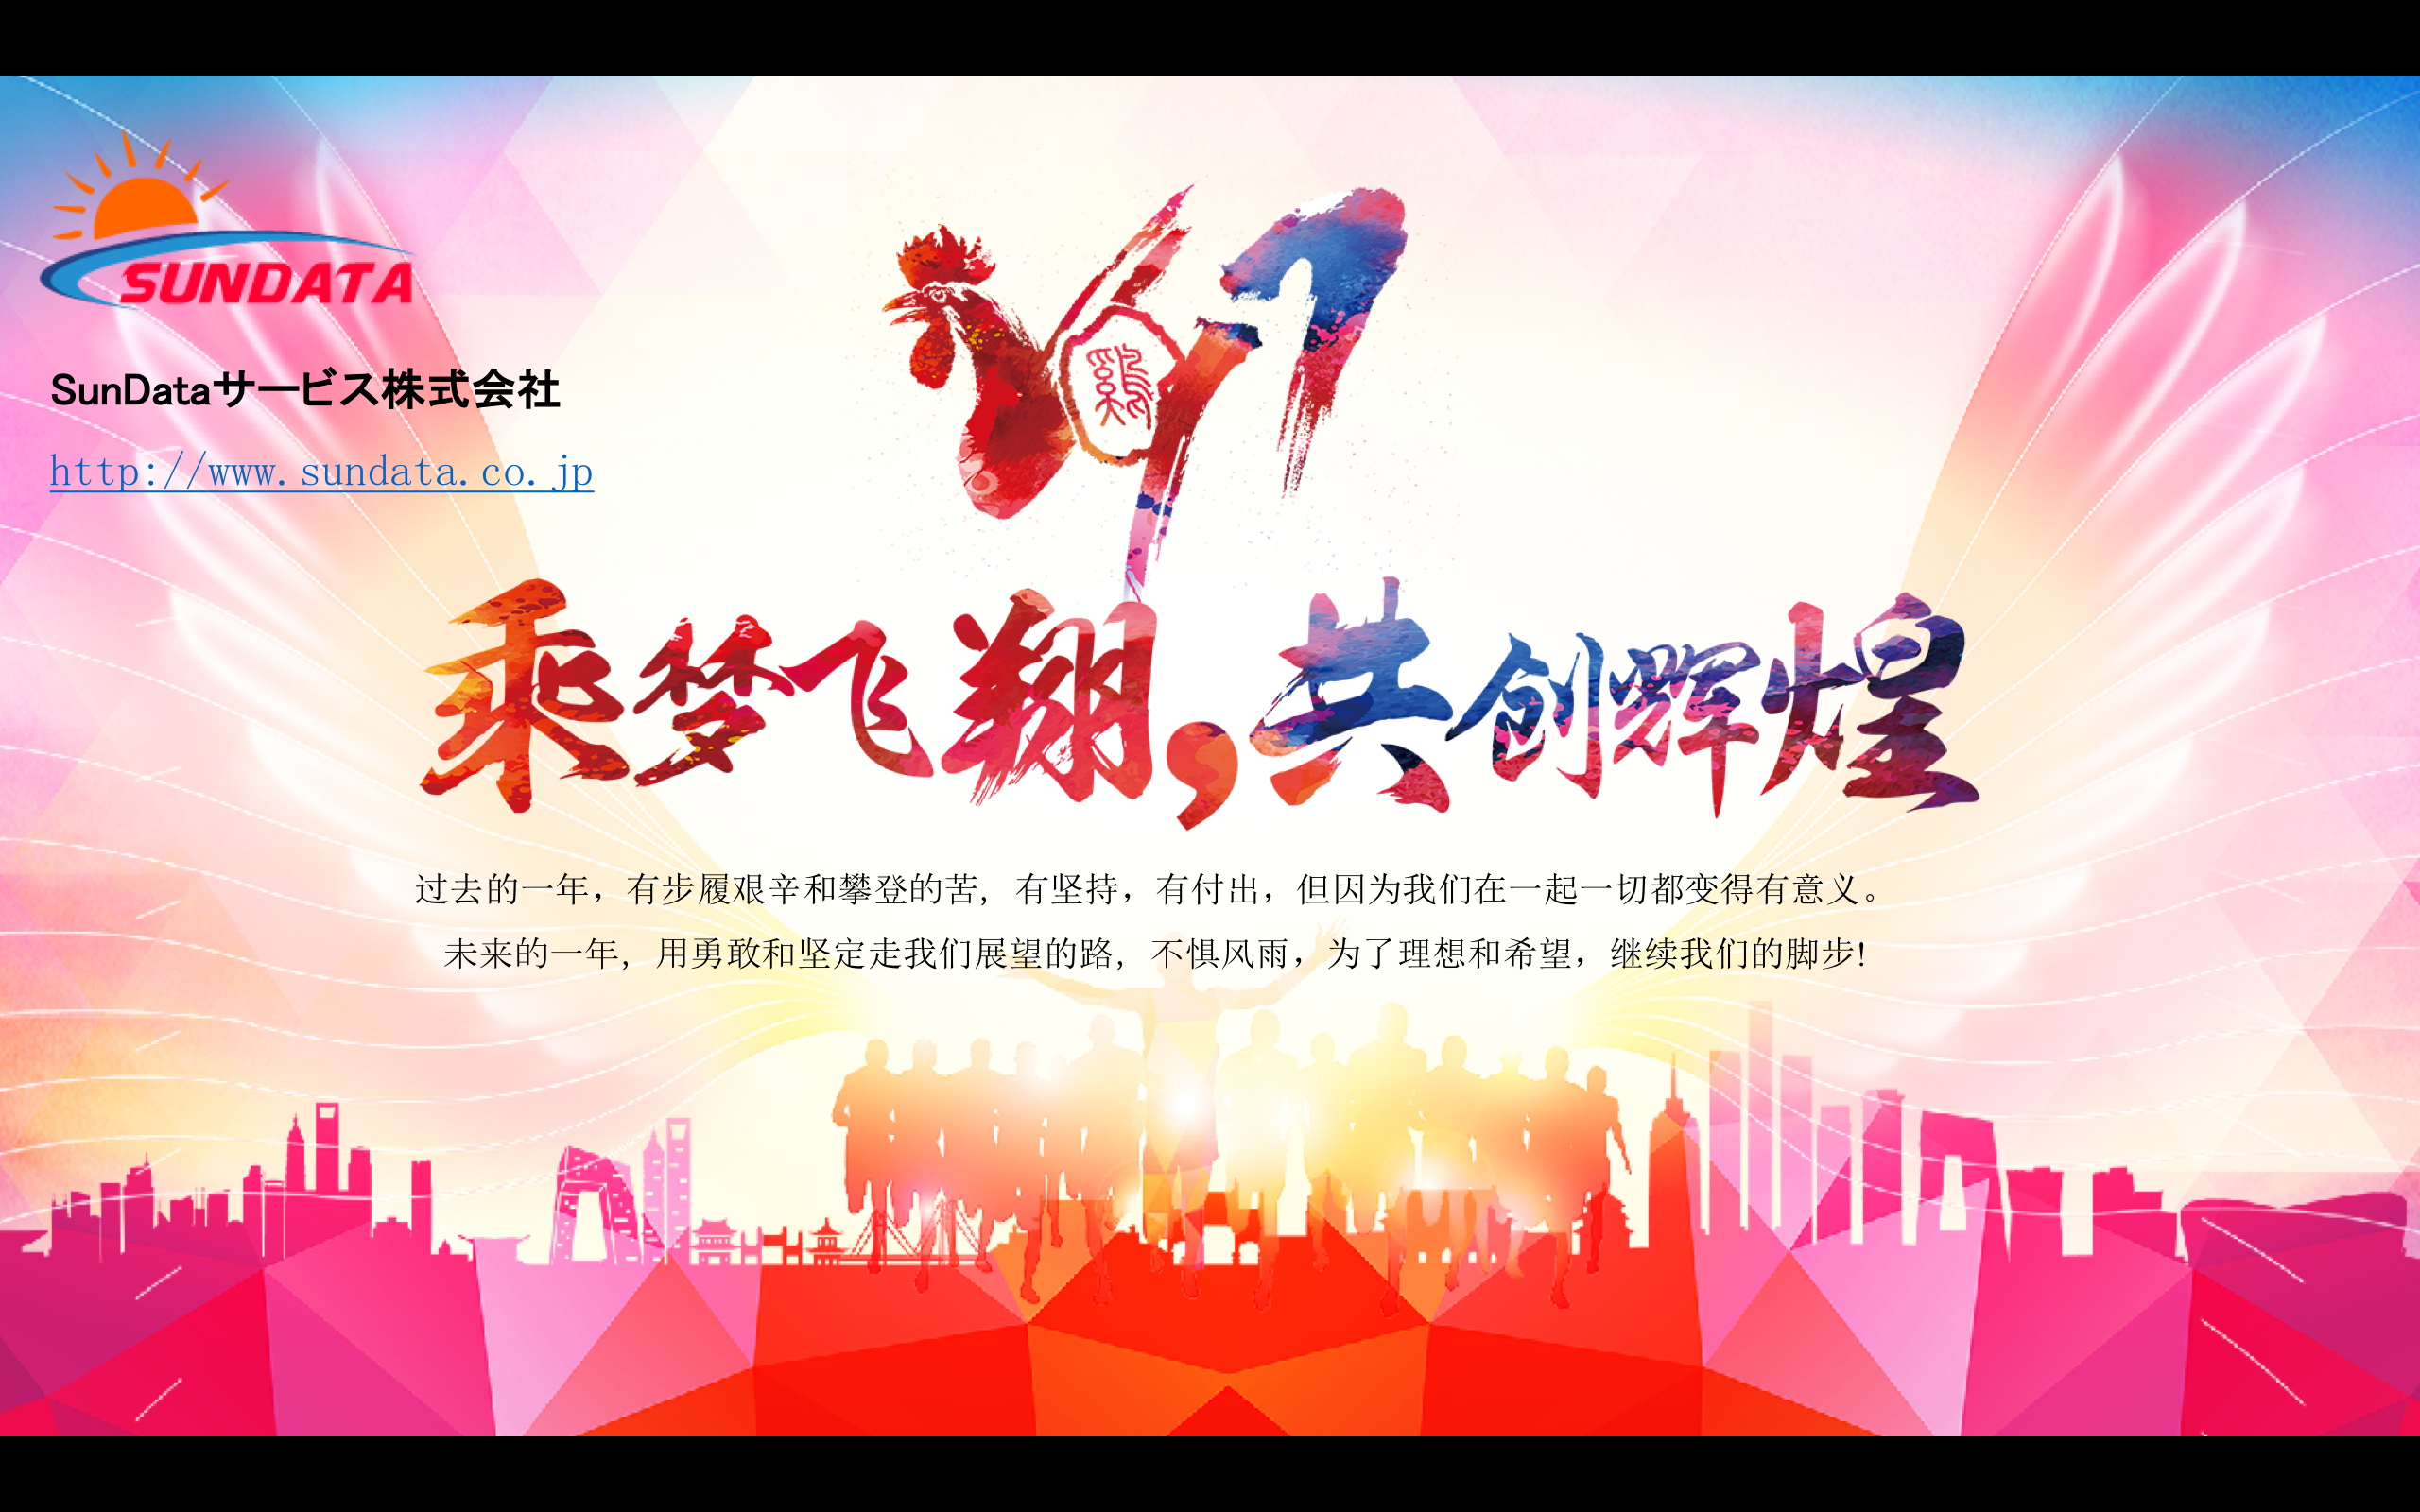 SUNDATA
SunDataサービス株式会社
http://www.sundata.co.jp
鷄
乘梦飞翔,共创辉煌
过去的一年，有步履艰辛和攀登的苦, 有坚持，有付出，但因为我们在一起一切都变得有意义。
未来的一年, 用勇敢和坚定走我们展望的路, 不惧风雨，为了理想和希望，继续我们的脚步!